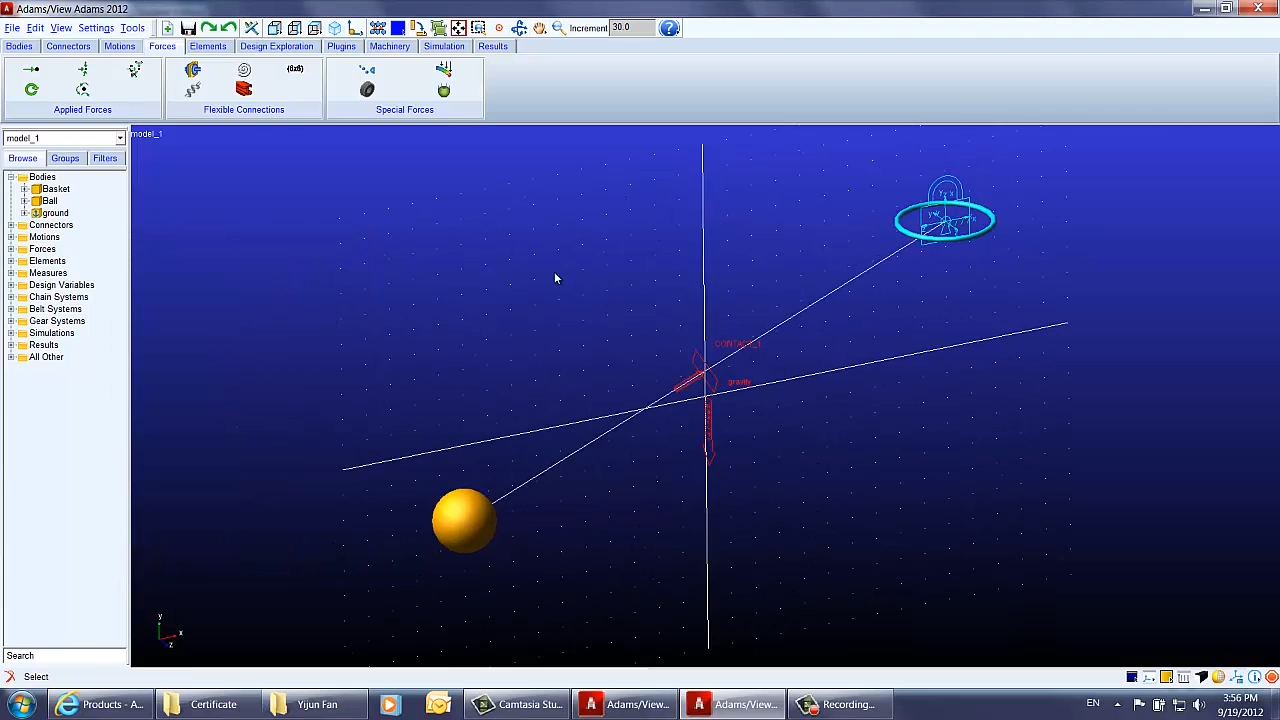 Adams/View Adams 2012
File Edit View Settings Tools
Increment 30.0
Bodies Connectors Motions Forces Elements Design Exploration Plugins Machinery Simulation Results
Applied Forces Flexible Connections Special Forces
model_1
model_1
Browse Groups Filters
Bodies
Basket
Ball
ground
Connectors
Motions
Forces
Elements
Measures
Design Variables
Chain Systems
Belt Systems
Gear Systems
Simulations
Results
All Other
CONTACT_1
gravity
y
x
z
Search
Select
Products - A...
Certificate
Yijun Fan
Camtasia Stu...
Adams/View...
Adams/View...
Recording...
EN
3:56 PM
9/19/2012